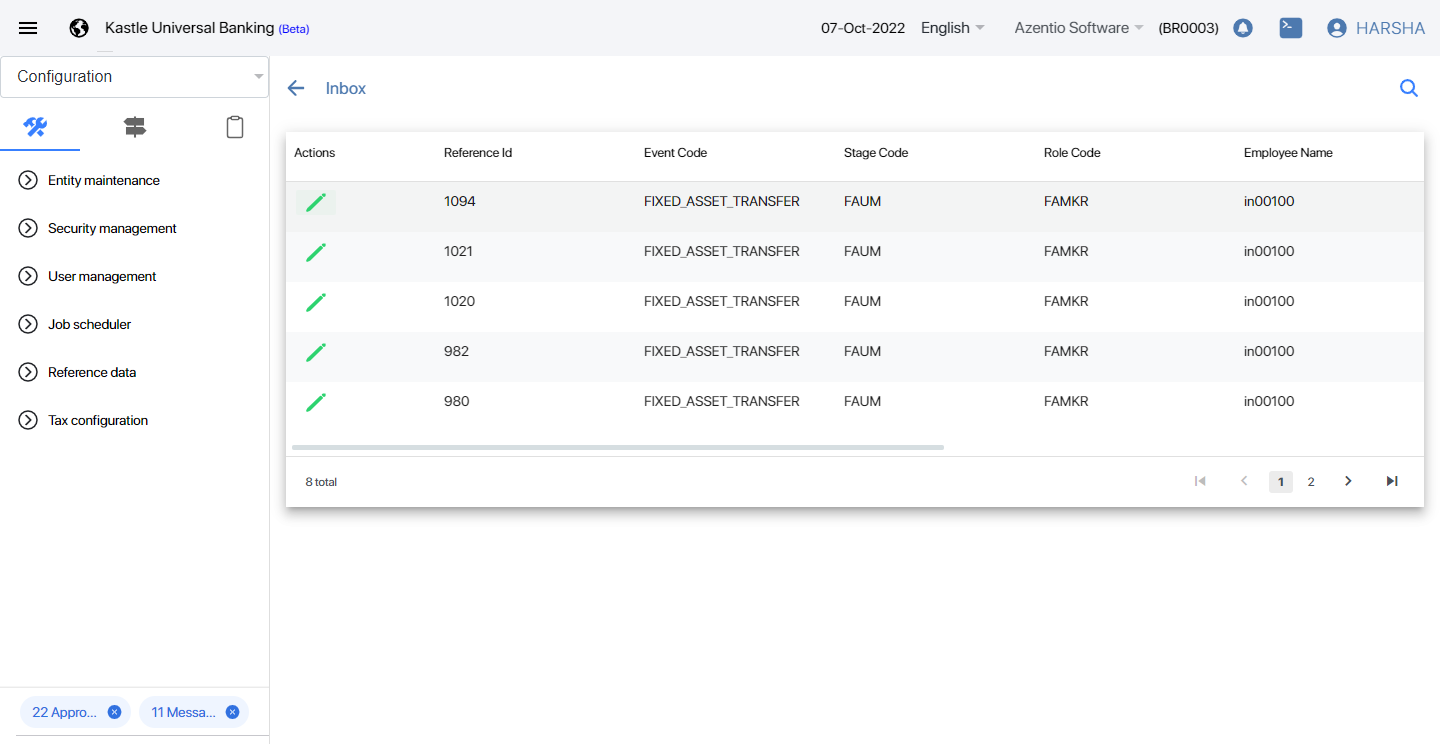 Kastle Universal Banking (Beta) 07-Oct-2022 English Azentio Software (BR0003) HARSHA
Configuration
Inbox
Entity maintenance
Security management
User management
Job scheduler
Reference data
Tax configuration
Actions Reference Id Event Code Stage Code Role Code Employee Name
1094 FIXED_ASSET_TRANSFER FAUM FAMKR in00100
1021 FIXED_ASSET_TRANSFER FAUM FAMKR in00100
1020 FIXED_ASSET_TRANSFER FAUM FAMKR in00100
982 FIXED_ASSET_TRANSFER FAUM FAMKR in00100
980 FIXED_ASSET_TRANSFER FAUM FAMKR in00100
8 total 1 2
22 Appro... 11 Messa...